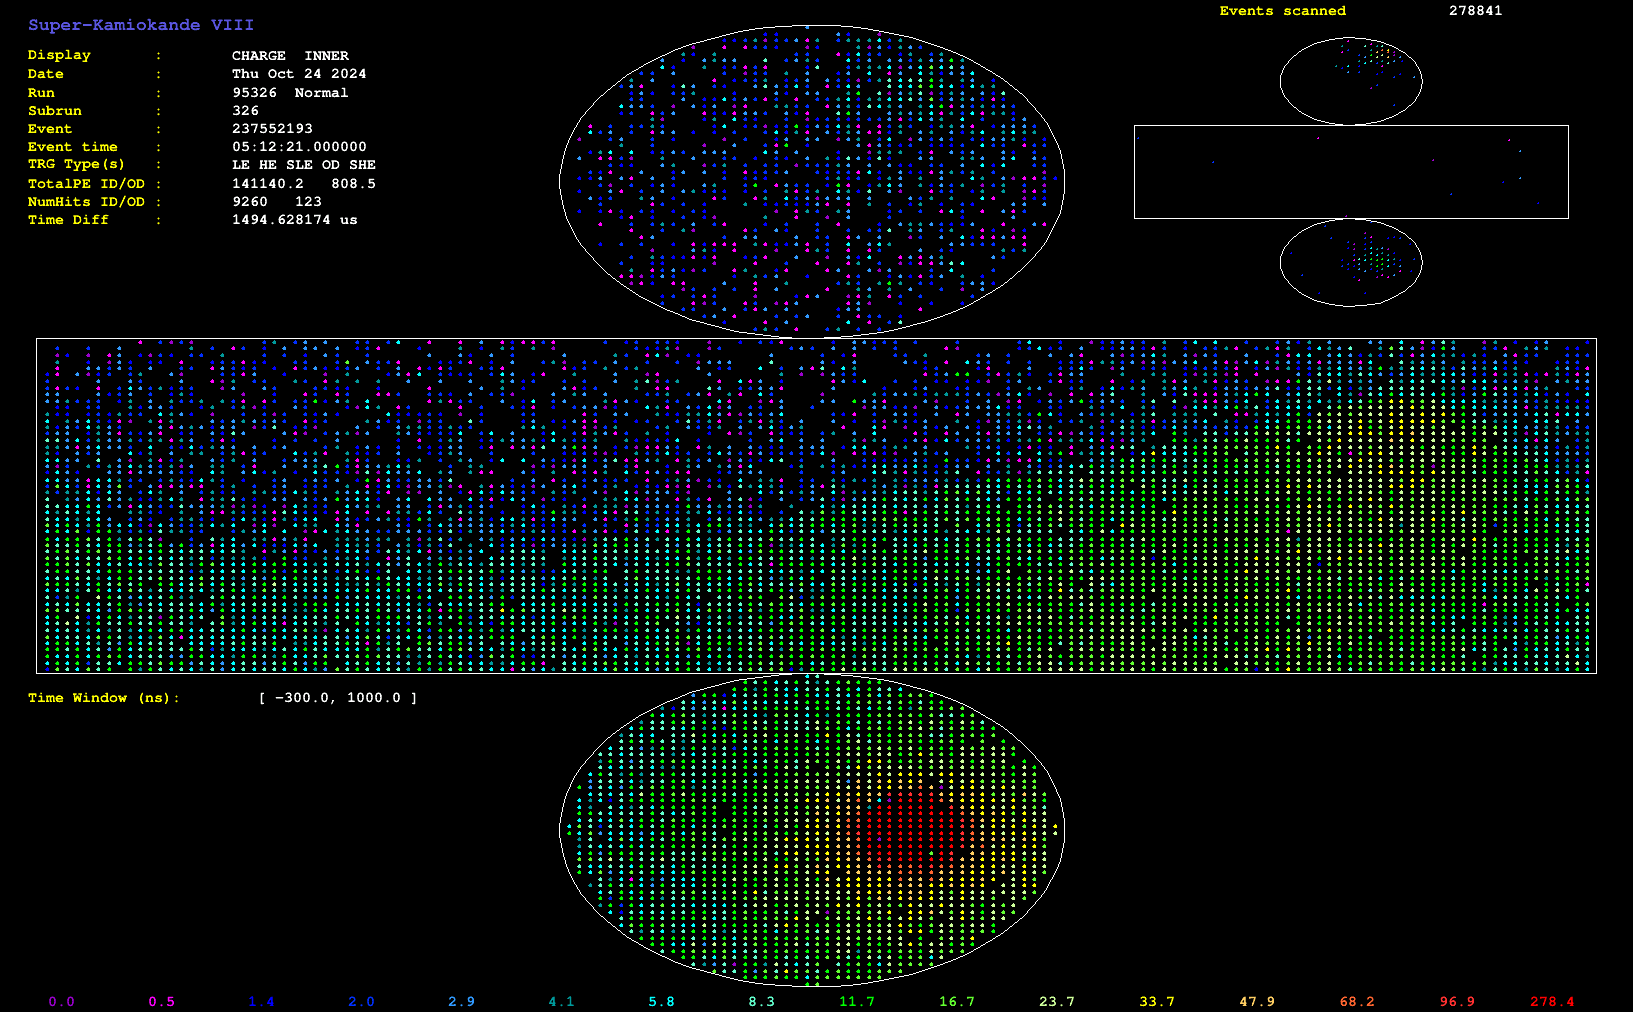 Super-Kamiokande VIII
Events scanned 278841
Display : CHARGE INNER
Date : Thu Oct 24 2024
Run : 95326 Normal
Subrun : 326
Event : 237552193
Event time : 05:12:21.000000
TRG Type(s) : LE HE SLE OD SHE
TotalPE ID/OD : 141140.2 808.5
NumHits ID/OD : 9260 123
Time Diff : 1494.628174 us
Time Window (ns): [ −300.0, 1000.0 ]
0.0 0.5 1.4 2.0 2.9 4.1 5.8 8.3 11.7 16.7 23.7 33.7 47.9 68.2 96.9 278.4